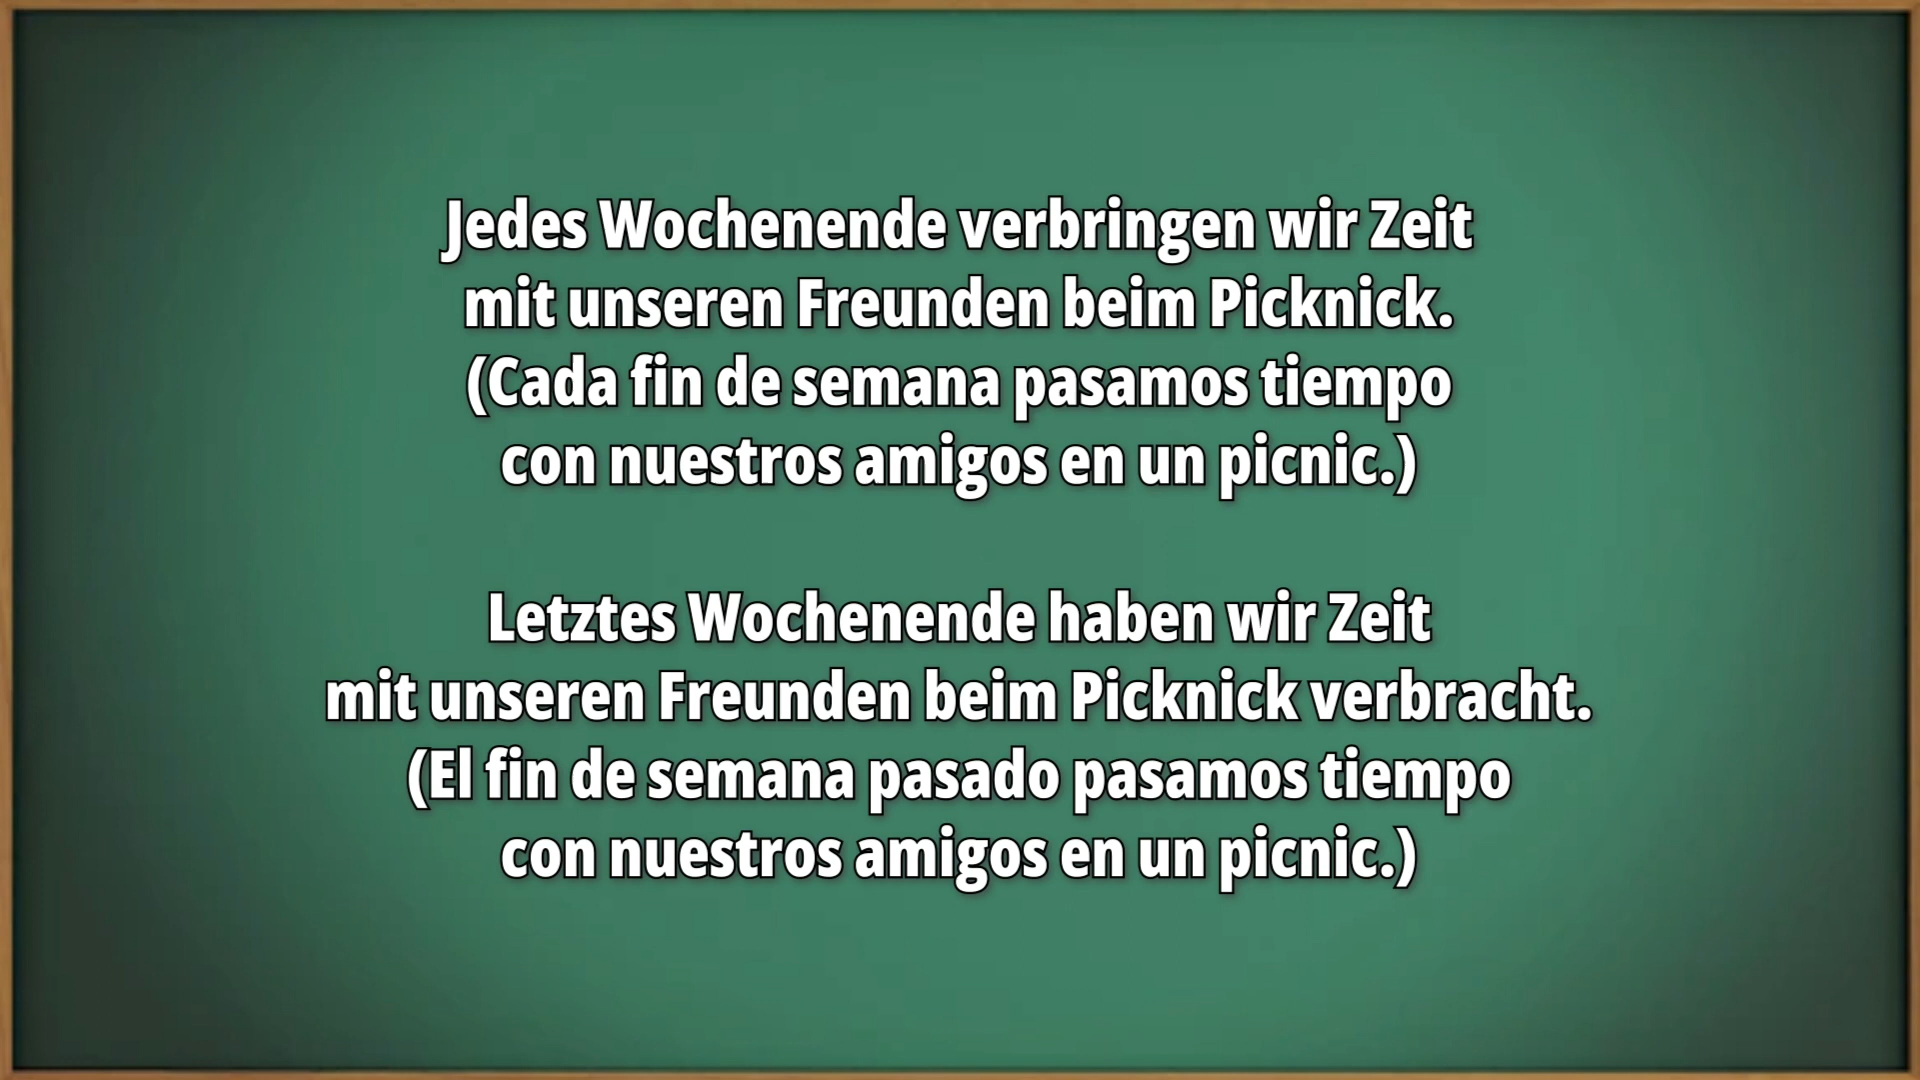 Jedes Wochenende verbringen wir Zeit
mit unseren Freunden beim Picknick.
(Cada fin de semana pasamos tiempo
con nuestros amigos en un picnic.)
Letztes Wochenende haben wir Zeit
mit unseren Freunden beim Picknick verbracht.
(El fin de semana pasado pasamos tiempo
con nuestros amigos en un picnic.)